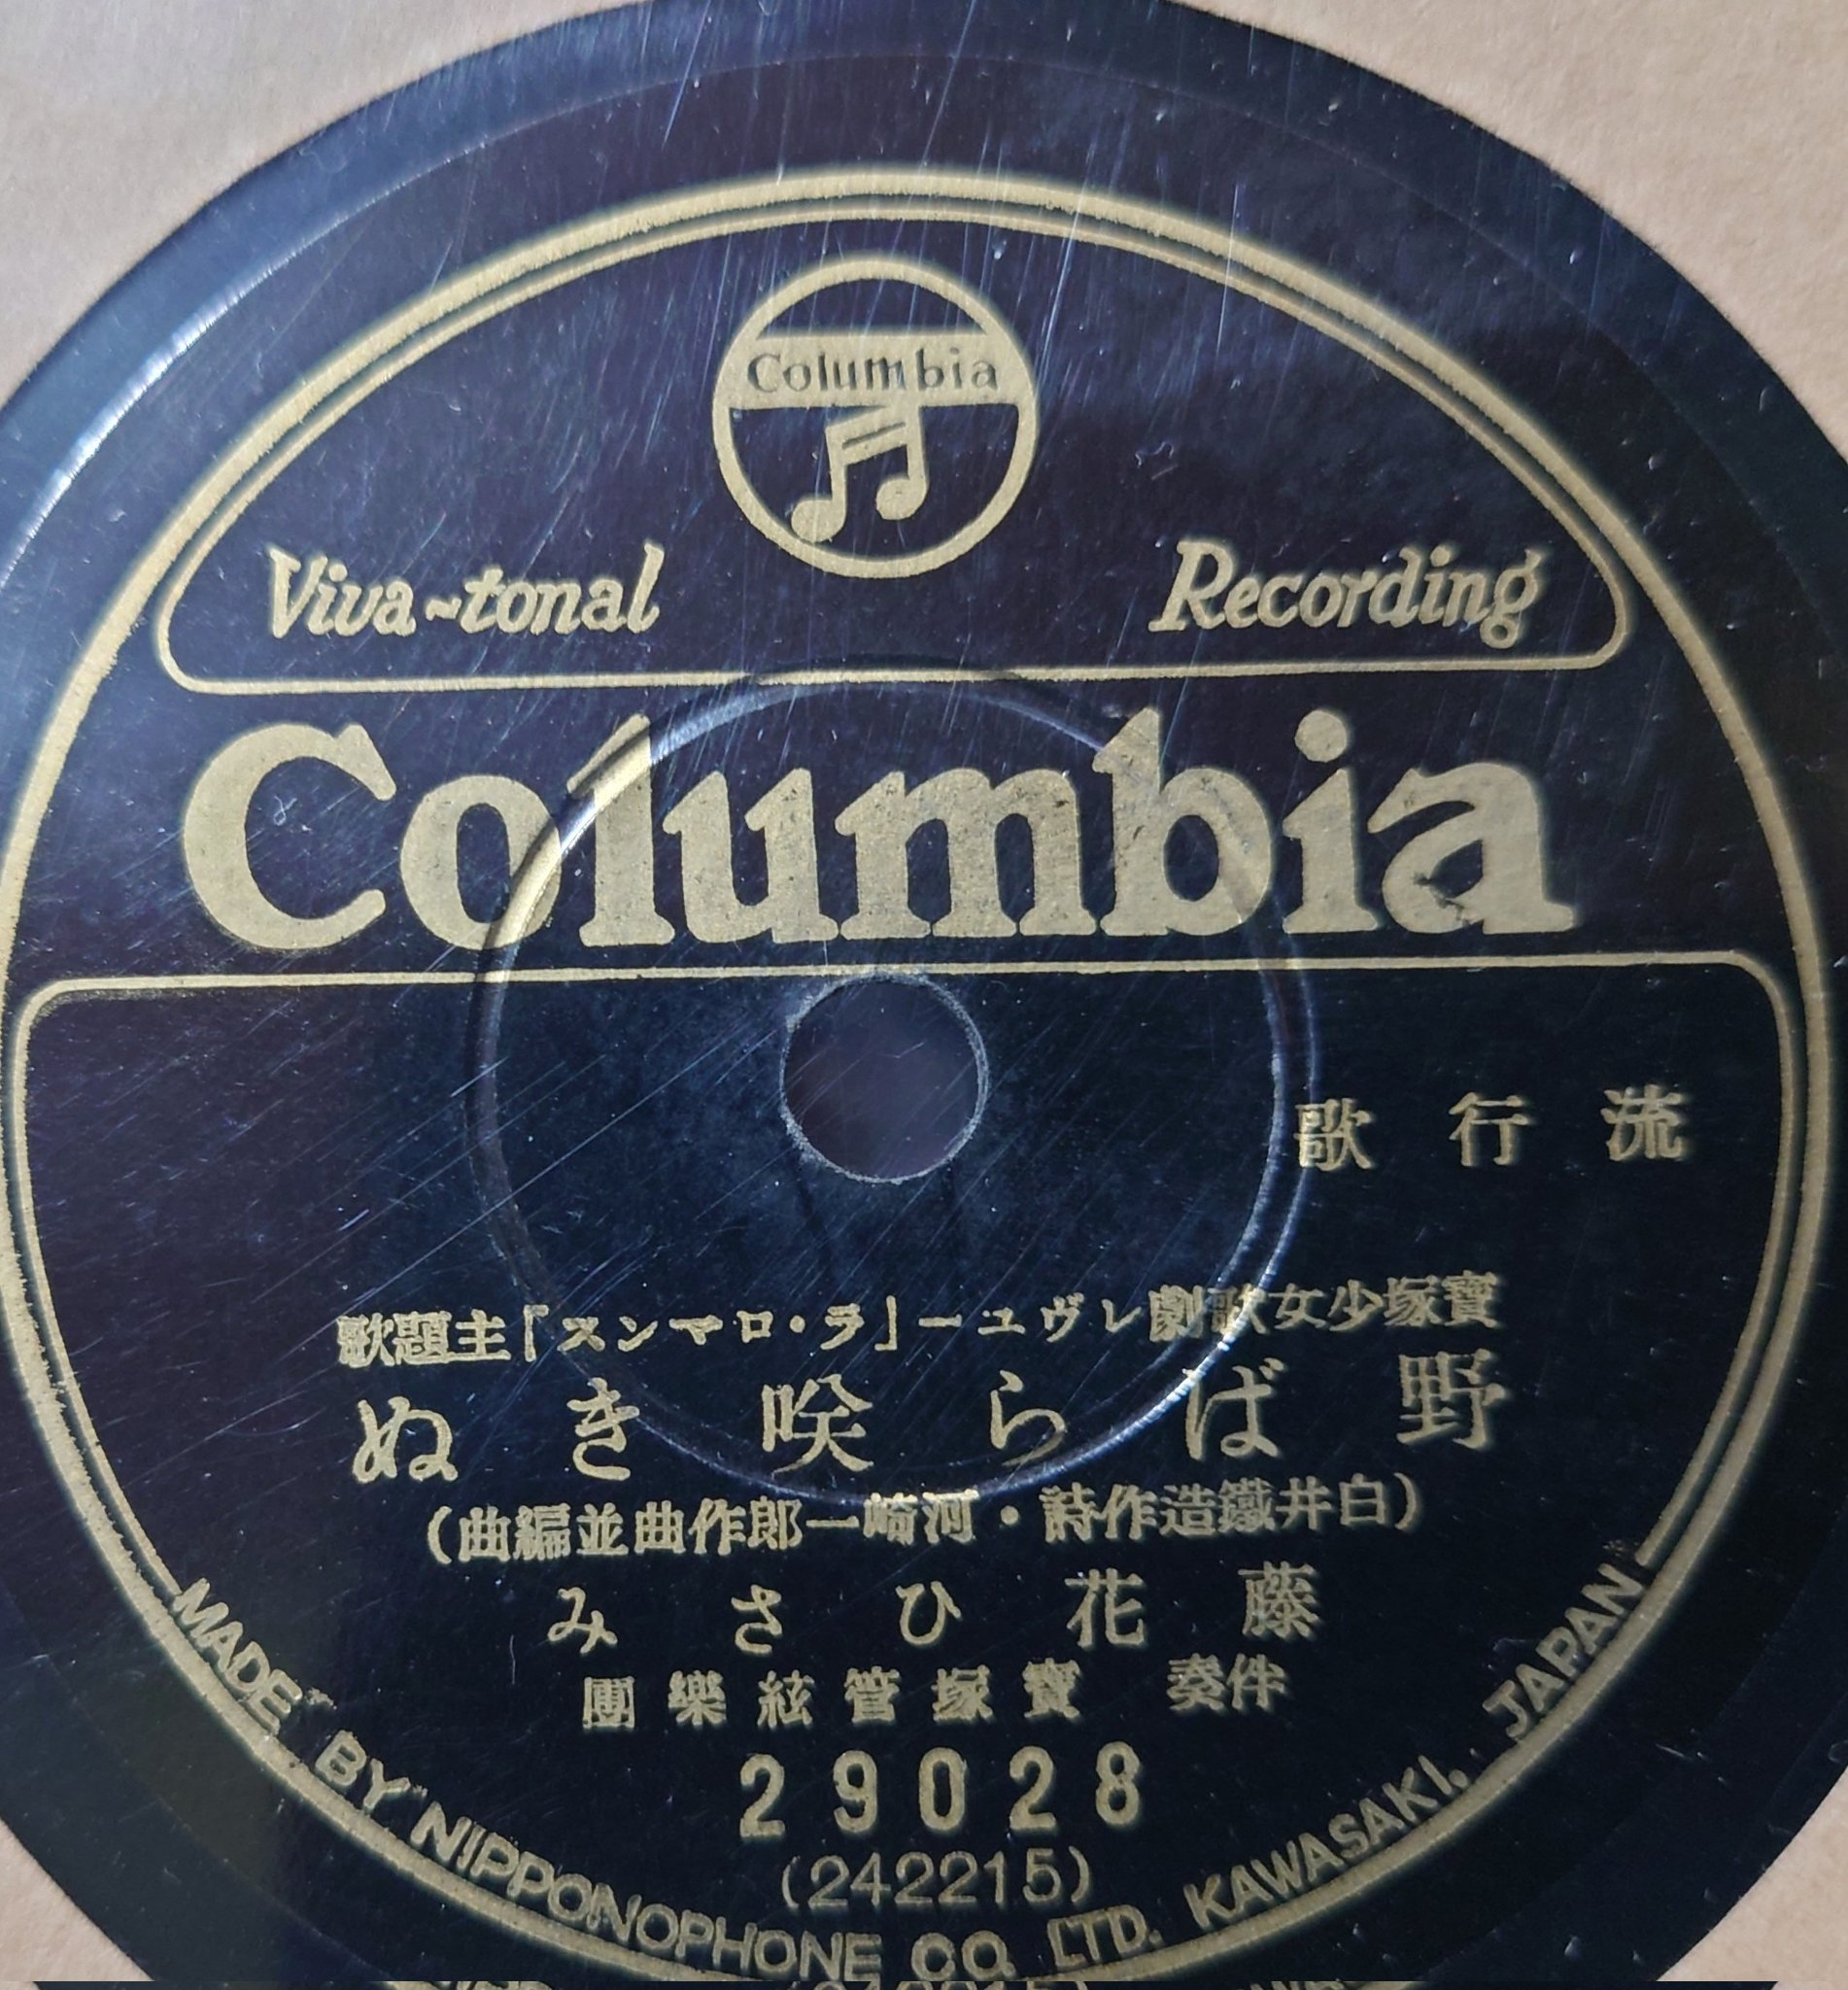 Columbia
Viva-tonal Recording
Columbia
流行歌
寶塚少女歌劇レヴユー「ラ・ロマンス」主題歌
野ばら咲きぬ
(白井鐵造作詩・河崎一郎作曲並編曲)
藤花ひさみ
伴奏 寶塚管絃樂團
29028
(242215)
MADE BY NIPPONOPHONE CO. LTD. KAWASAKI, JAPAN